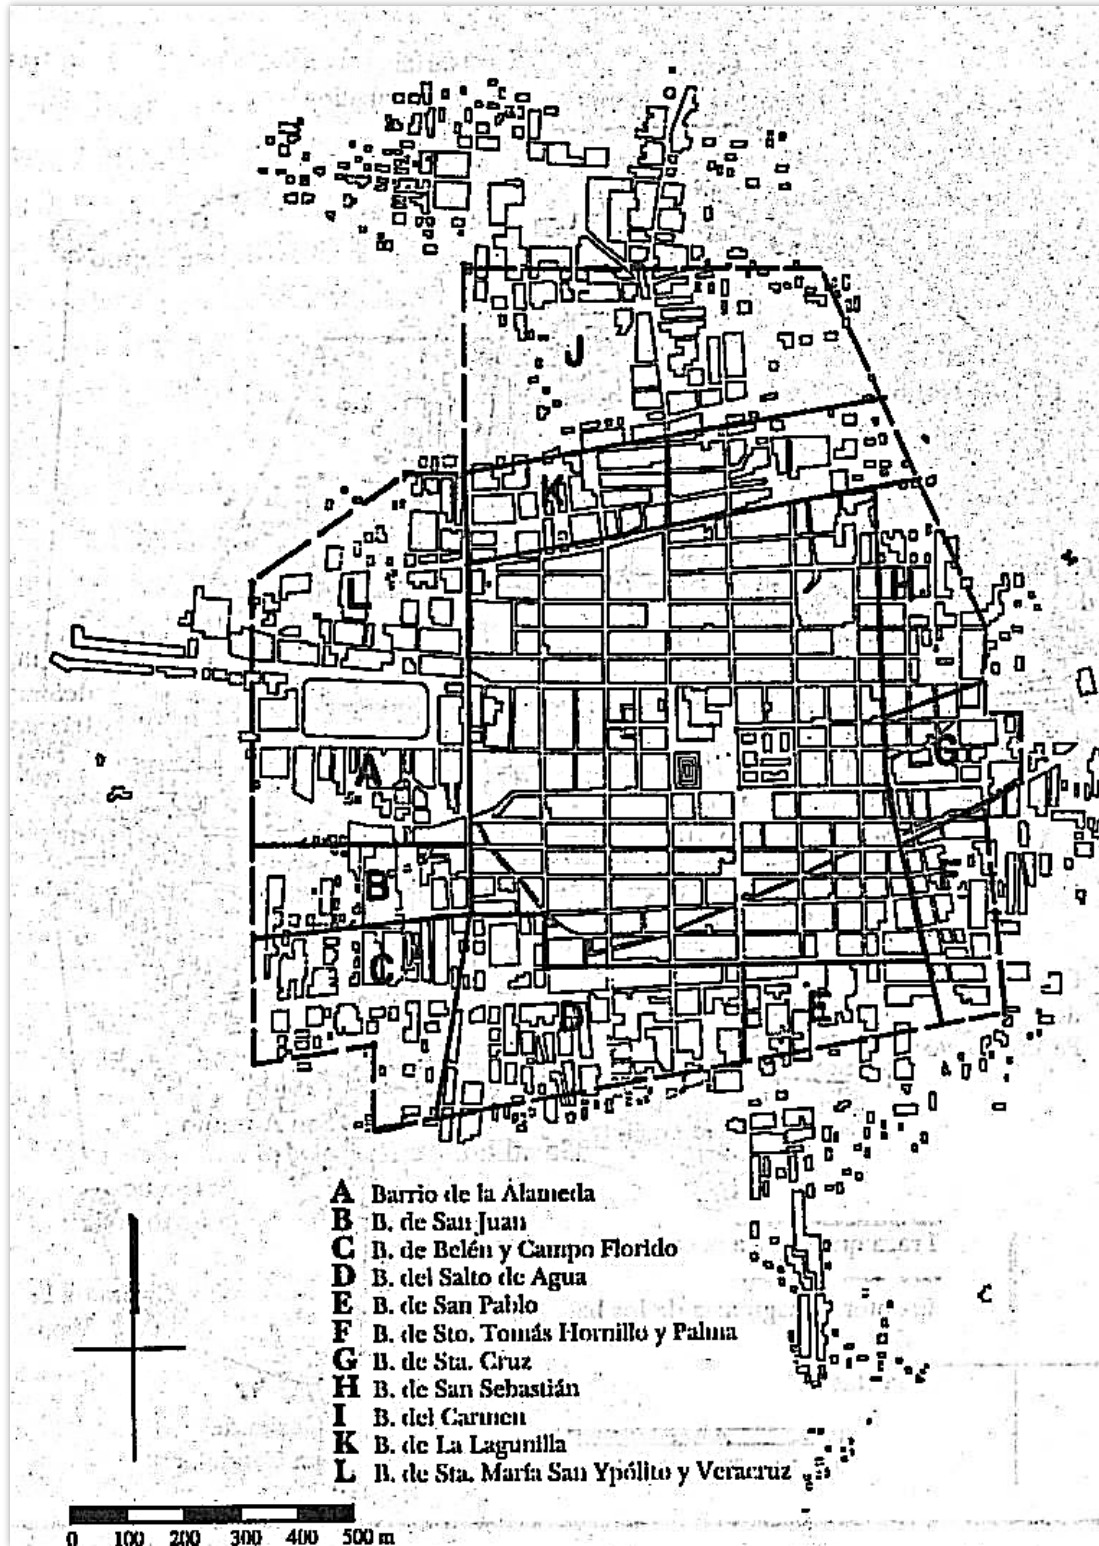 J
K
L
H
G
A
B
F
C
D
E
A Barrio de la Alameda
B B. de San Juan
C B. de Belén y Campo Florido
D B. del Salto de Agua
E B. de San Pablo
F B. de Sto. Tomás Hornillo y Palma
G B. de Sta. Cruz
H B. de San Sebastián
I B. del Carmen
K B. de La Lagunilla
L B. de Sta. María San Ypólito y Veracruz
0 100 200 300 400 500 m